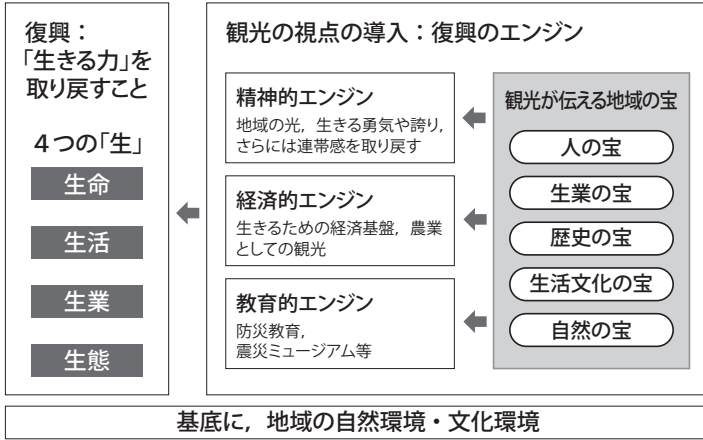 復興：
「生きる力」を
取り戻すこと
４つの「生」
生命
生活
生業
生態
観光の視点の導入：復興のエンジン
精神的エンジン
地域の光，生きる勇気や誇り，
さらには連帯感を取り戻す
経済的エンジン
生きるための経済基盤，農業
としての観光
教育的エンジン
防災教育，
震災ミュージアム等
観光が伝える地域の宝
人の宝
生業の宝
歴史の宝
生活文化の宝
自然の宝
基底に，地域の自然環境・文化環境